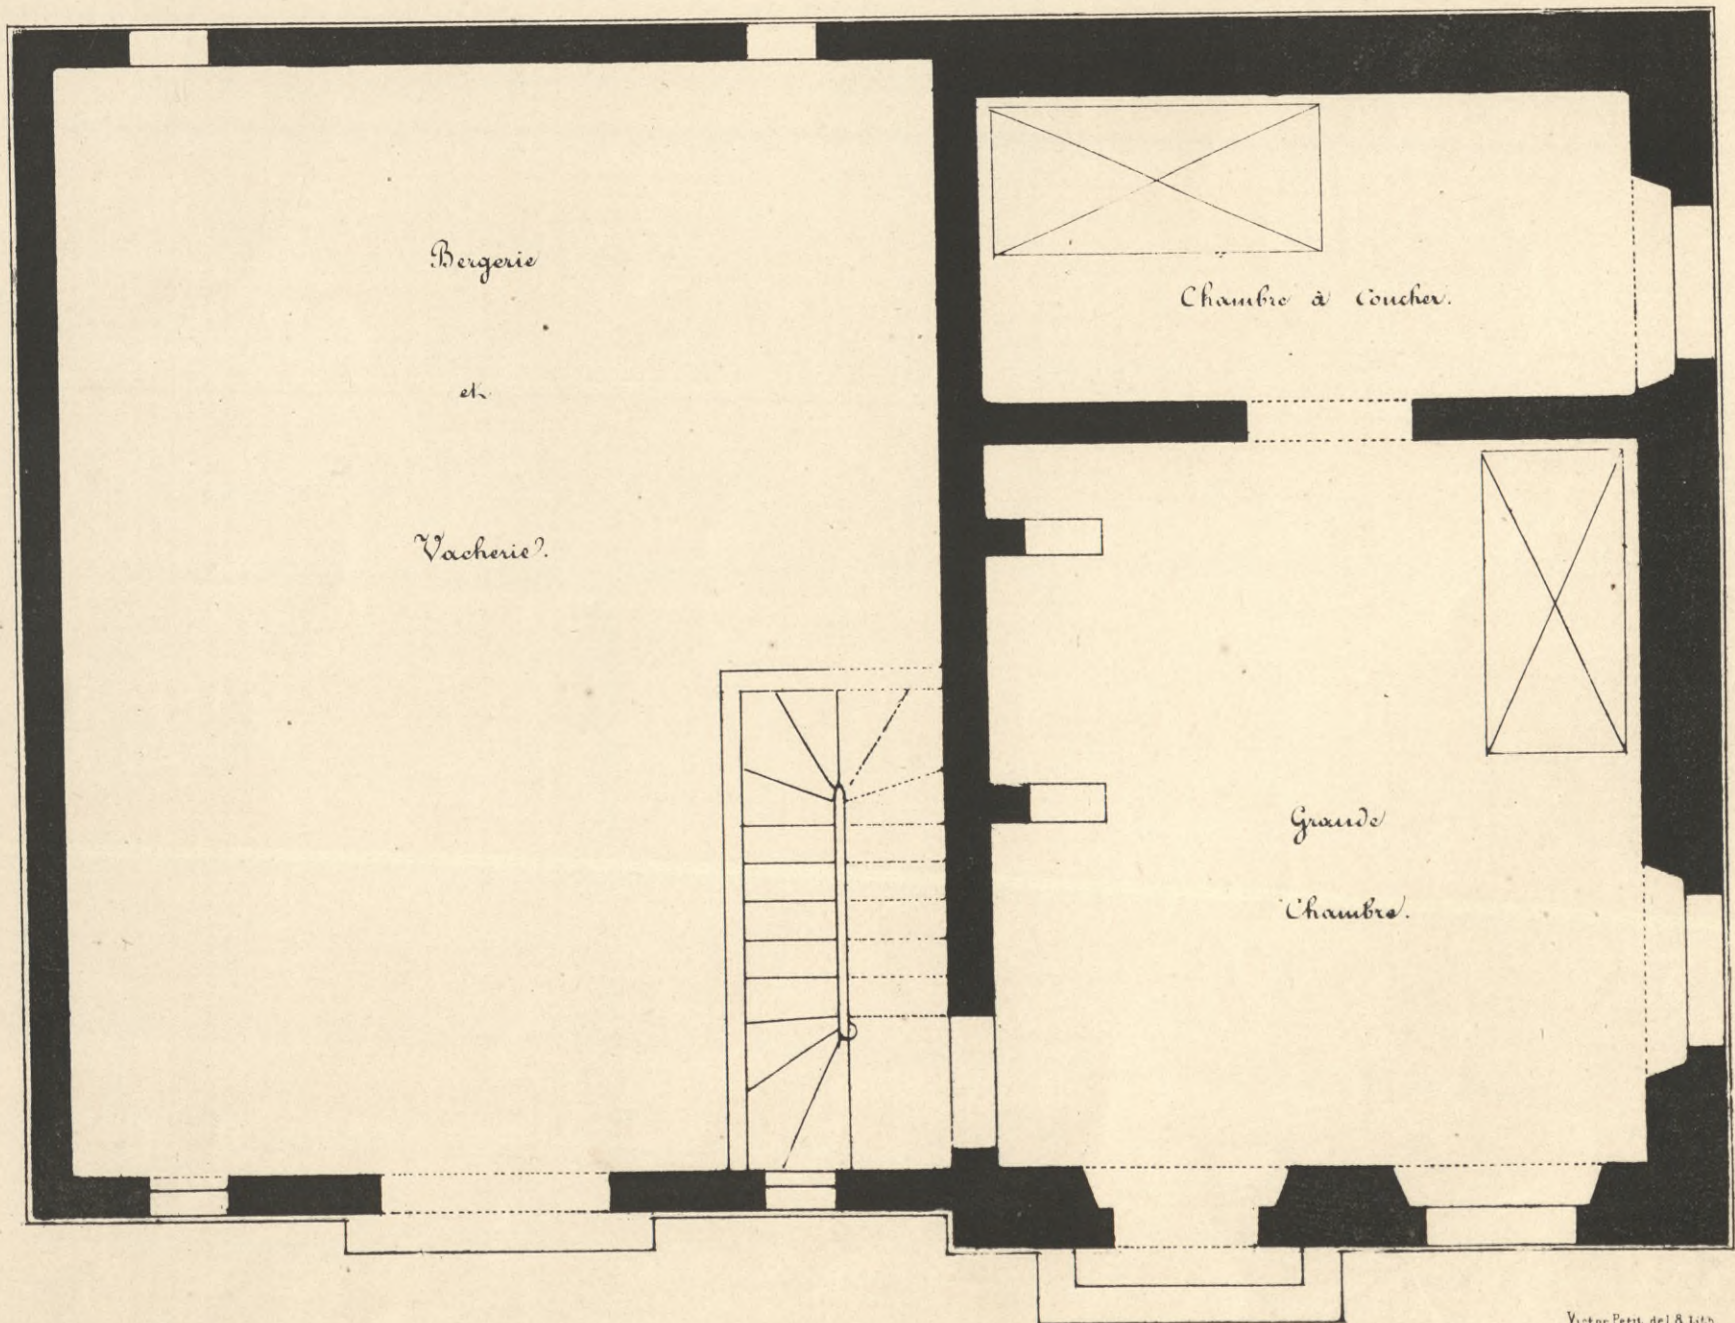 Bergerie
et
Vacherie.
Chambre à Coucher.
Grande
Chambre.
Victor Petit, del & Lith.